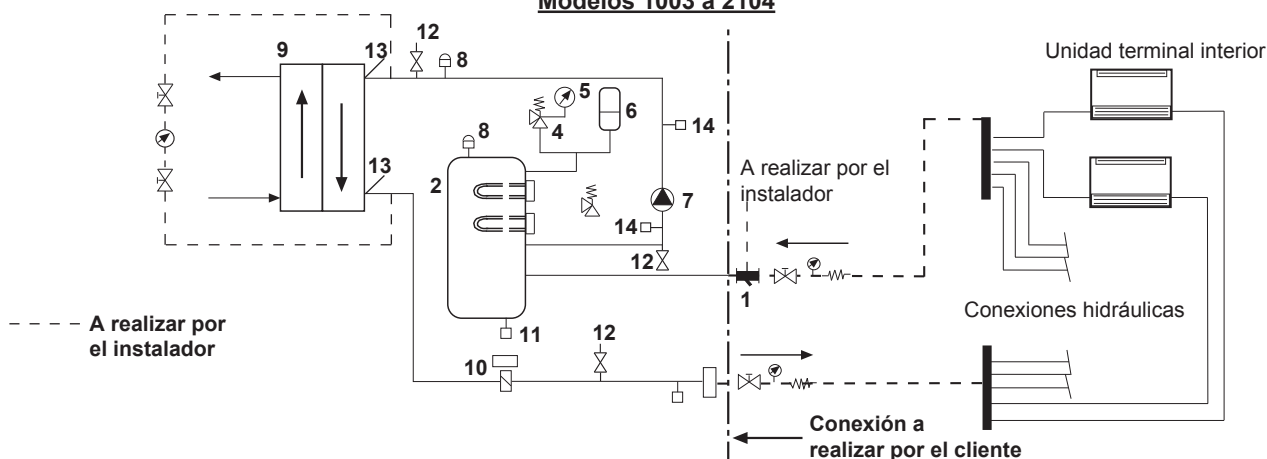 Modelos 1003 a 2104
12
13
9
8
Unidad terminal interior
5
6
4
14
8
13
2
A realizar por el
instalador
7
14
12
1
Conexiones hidráulicas
A realizar por
el instalador
11
12
10
Conexión a
realizar por el cliente